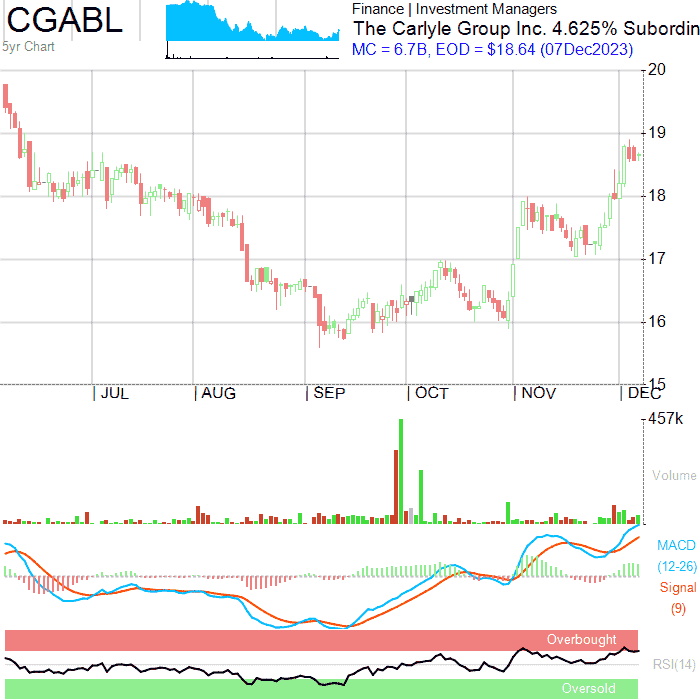 CGABL
5yr Chart
Finance | Investment Managers
The Carlyle Group Inc. 4.625% Subordin
MC = 6.7B, EOD = $18.64 (07Dec2023)
20
19
18
17
16
15
JUL AUG SEP OCT NOV DEC
457k
Volume
MACD
(12-26)
Signal
(9)
Overbought
RSI(14)
Oversold